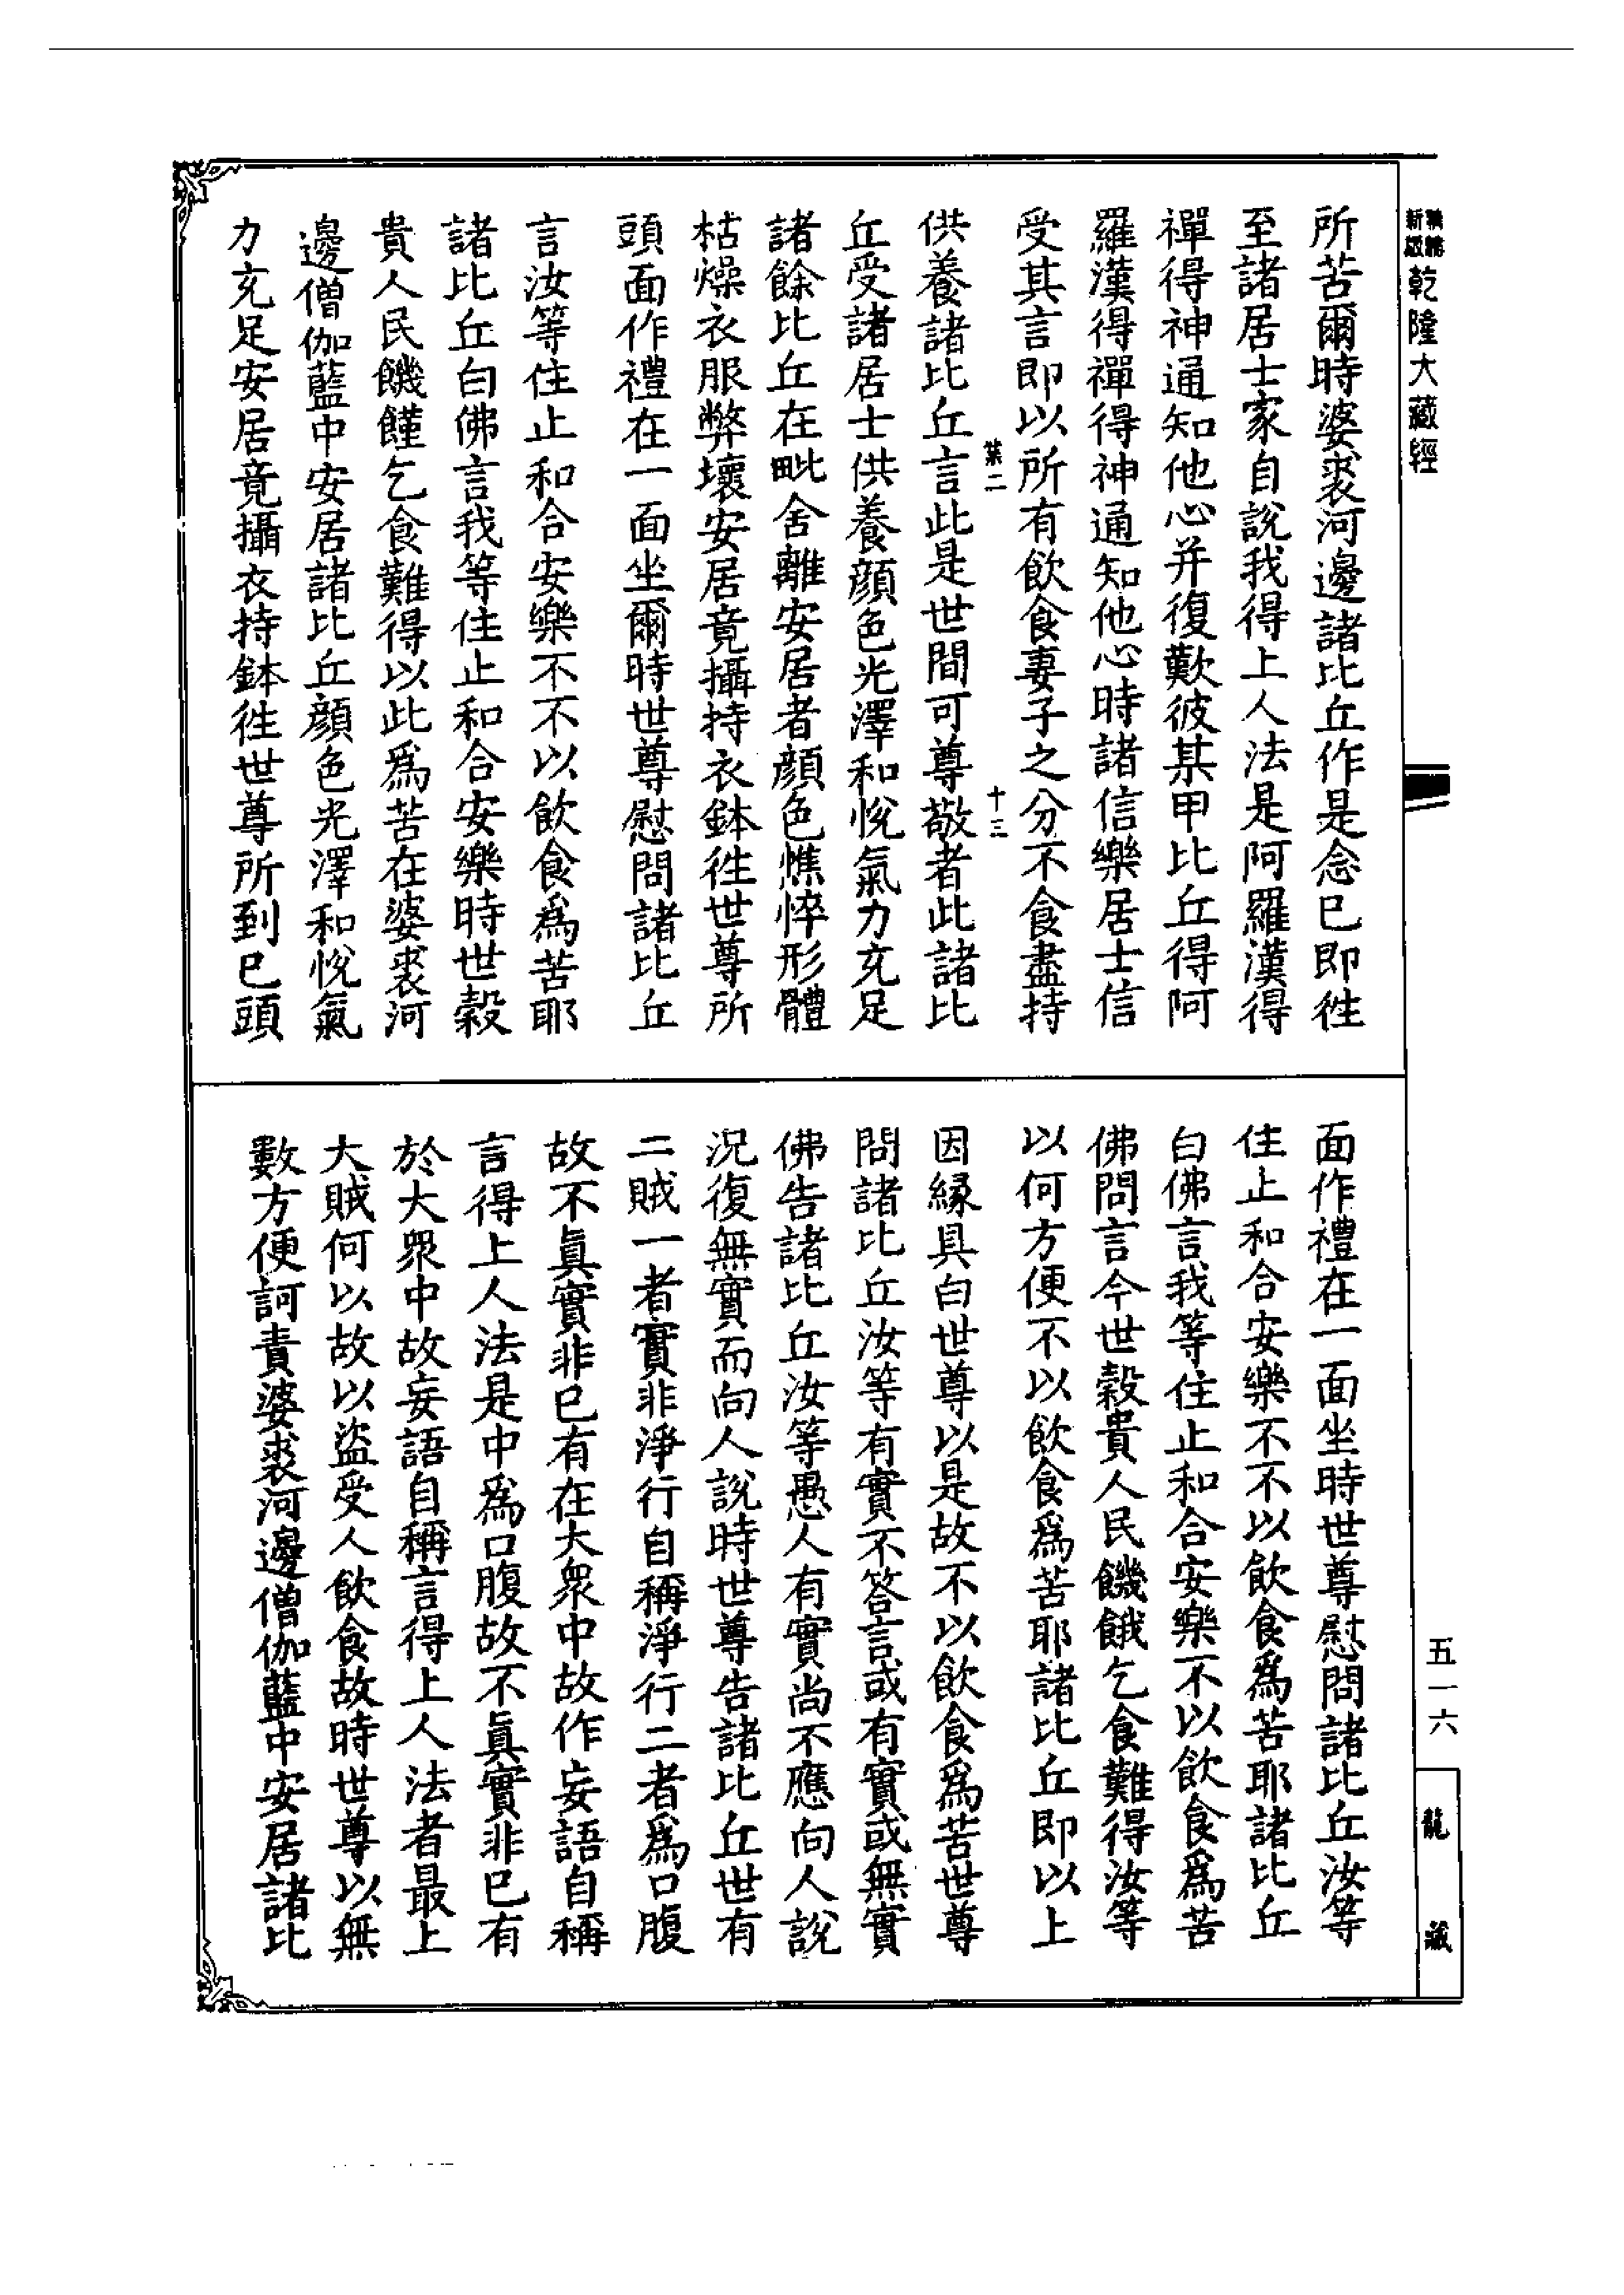 乾隆大藏經
所苦爾時婆裘河邊諸比丘作是念已即往
至諸居士家自說我得上人法是阿羅漢得
禪得神通知他心并復歎彼某甲比丘得阿
羅漢得禪得神通知他心時諸信樂居士信
受其言即以所有飲食妻子之分不食盡持
葉二 十三
供養諸比丘言此是世間可尊敬者此諸比
丘受諸居士供養顏色光澤和悅氣力充足
諸餘比丘在毗舍離安居者顏色憔悴形體
枯燥衣服弊壞安居竟攝持衣鉢往世尊所
頭面作禮在一面坐爾時世尊慰問諸比丘
言汝等住止和合安樂不不以飲食為苦耶
諸比丘白佛言我等住止和合安樂時世穀
貴人民饑饉乞食難得以此為苦在婆裘河
邊僧伽藍中安居諸比丘顏色光澤和悅氣
力充足安居竟攝衣持鉢往世尊所到已頭
面作禮在一面坐時世尊慰問諸比丘汝等
住止和合安樂不不以飲食為苦耶諸比丘
白佛言我等住止和合安樂不以飲食為苦
佛問言今世穀貴人民饑餓乞食難得汝等
以何方便不以飲食為苦耶諸比丘即以上
因緣具白世尊以是故不以飲食為苦世尊
問諸比丘汝等有實不答言或有實或無實
佛告諸比丘汝等愚人有實尚不應向人說
況復無實而向人說時世尊告諸比丘世有
二賊一者實非淨行自稱淨行二者為口腹
故不真實非已有在大眾中故作妄語自稱
言得上人法是中為口腹故不真實非已有
於大眾中故妄語自稱言得上人法者最上
大賊何以故以盜受人飲食故時世尊以無
數方便訶責婆裘河邊僧伽藍中安居諸比
五一六
龍藏